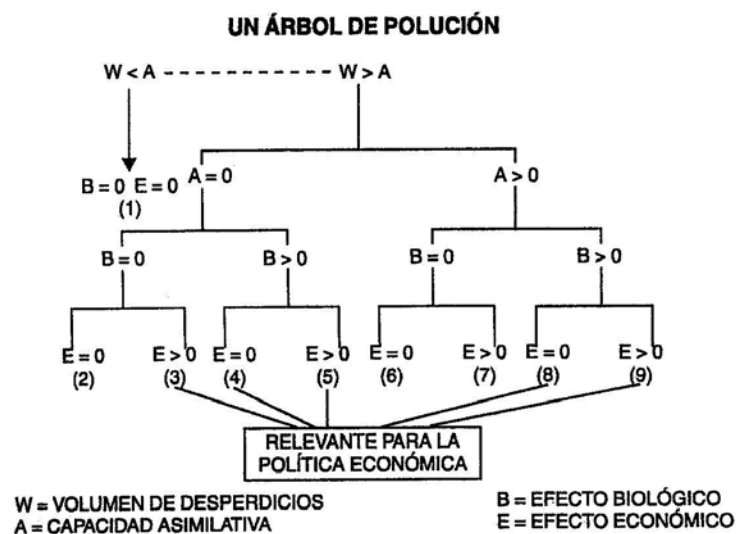 UN ÁRBOL DE POLUCIÓN
W < A W > A
B = 0 E = 0 A = 0 A > 0
(1)
B = 0 B > 0 B = 0 B > 0
E = 0 E > 0 E = 0 E > 0 E = 0 E > 0 E = 0 E > 0
(2) (3) (4) (5) (6) (7) (8) (9)
RELEVANTE PARA LA
POLÍTICA ECONÓMICA
W = VOLUMEN DE DESPERDICIOS
A = CAPACIDAD ASIMILATIVA
B = EFECTO BIOLÓGICO
E = EFECTO ECONÓMICO